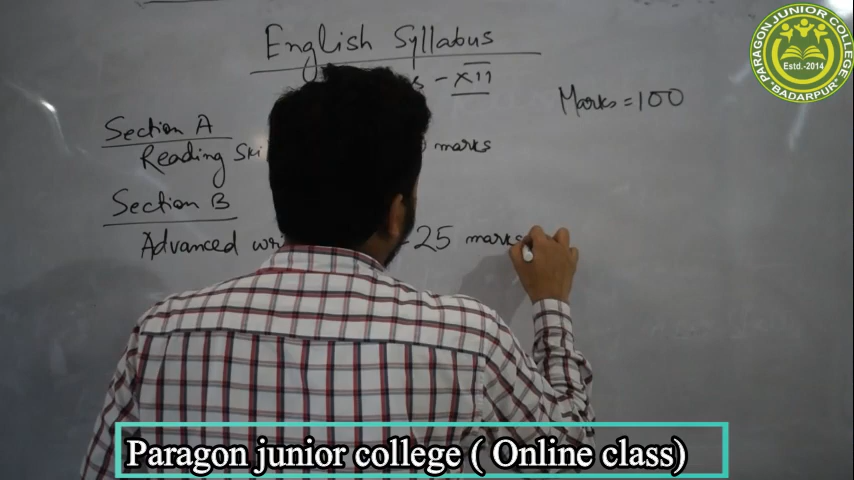 English Syllabus
- XII
Marks = 100
Section A
Reading Ski marks
Section B
Advanced wri 25 marks
PARAGON JUNIOR COLLEGE, BADARPUR
Estd.-2014
Paragon junior college ( Online class)